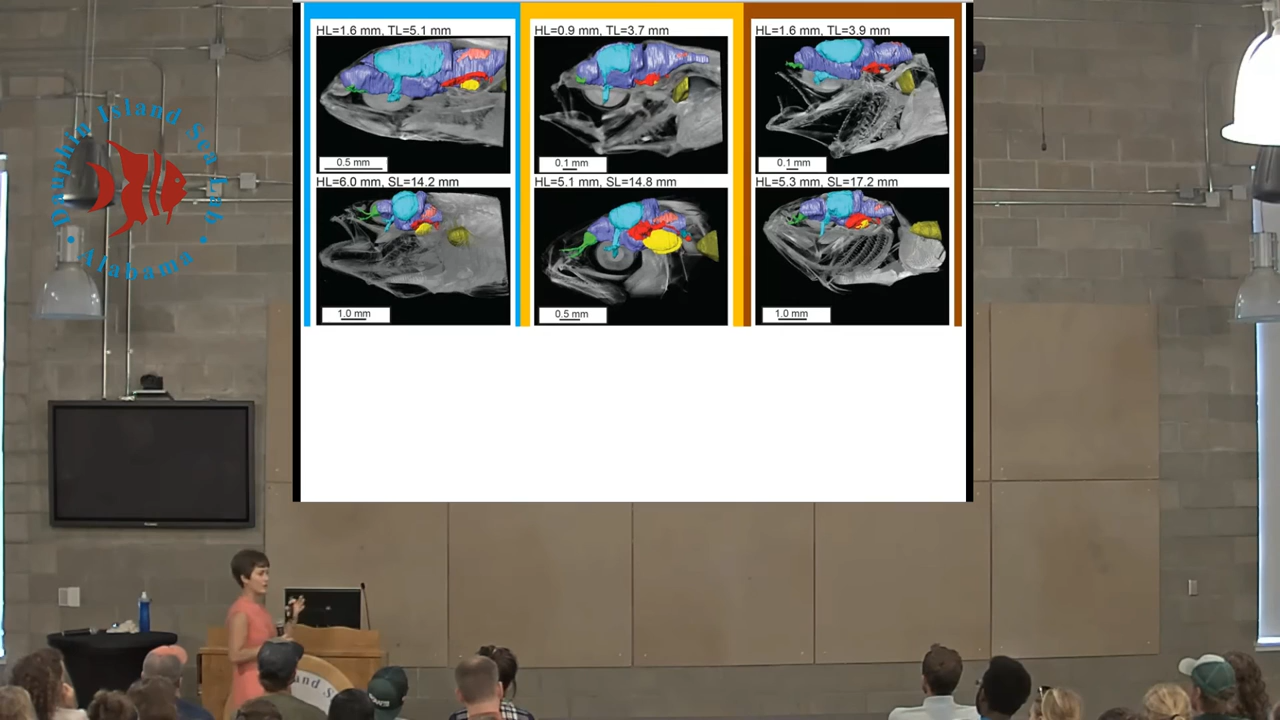 HL=1.6 mm, TL=5.1 mm
HL=0.9 mm, TL=3.7 mm
HL=1.6 mm, TL=3.9 mm
0.5 mm
0.1 mm
0.1 mm
HL=6.0 mm, SL=14.2 mm
HL=5.1 mm, SL=14.8 mm
HL=5.3 mm, SL=17.2 mm
1.0 mm
0.5 mm
1.0 mm
Dauphin Island Sea Lab
• Alabama •
and Se